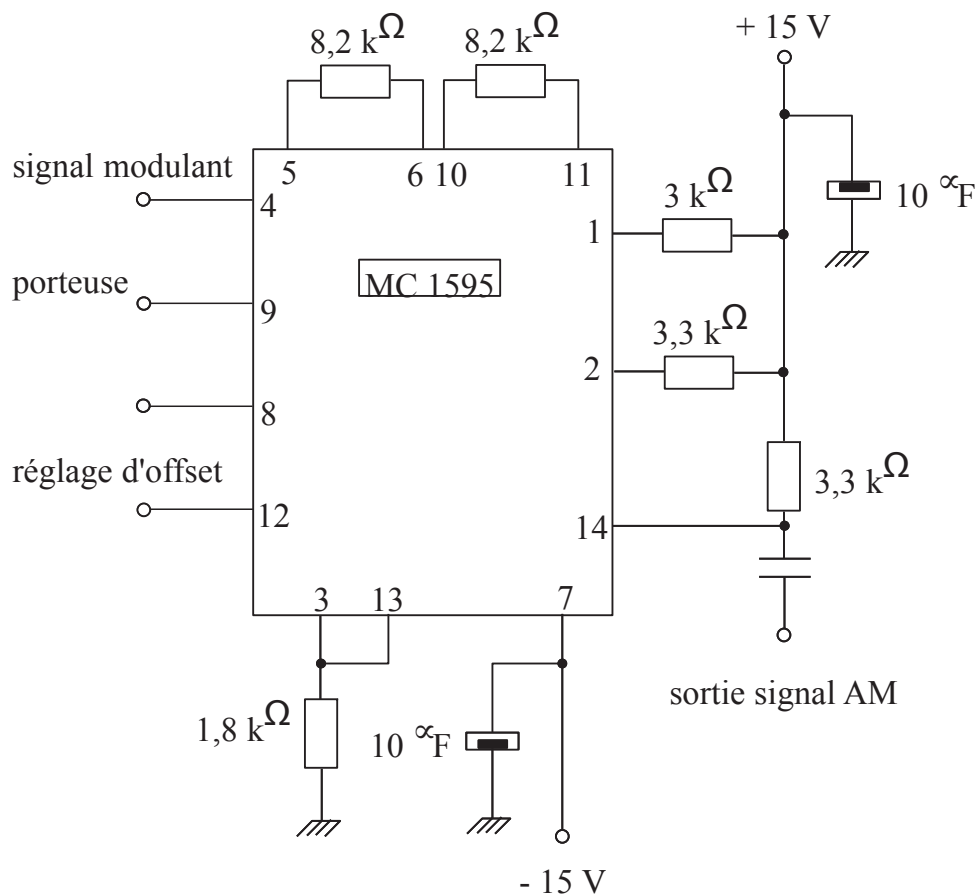 8,2 kΩ
8,2 kΩ
+ 15 V
signal modulant
5
6
10
11
4
3 kΩ
10 ∝F
1
porteuse
MC 1595
9
3,3 kΩ
2
8
réglage d'offset
3,3 kΩ
12
14
3
13
7
sortie signal AM
1,8 kΩ
10 ∝F
- 15 V